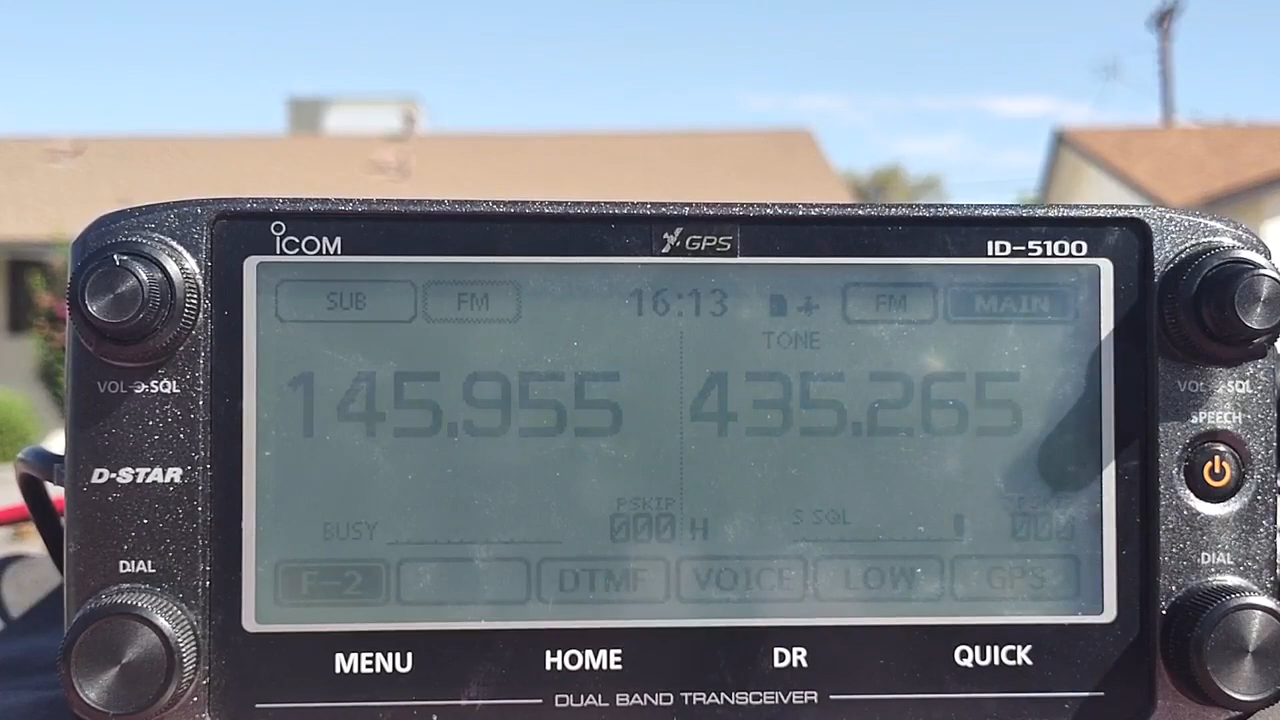 ICOM
GPS
ID-5100
SUB FM 16:13 FM MAIN
TONE
145.955 435.265
VOL SQL
VOL SQL
SPEECH
D-STAR
PSKIP
BUSY 000 H S SQL
F-2 DTMF VOICE LOW GPS
DIAL
DIAL
MENU HOME DR QUICK
DUAL BAND TRANSCEIVER